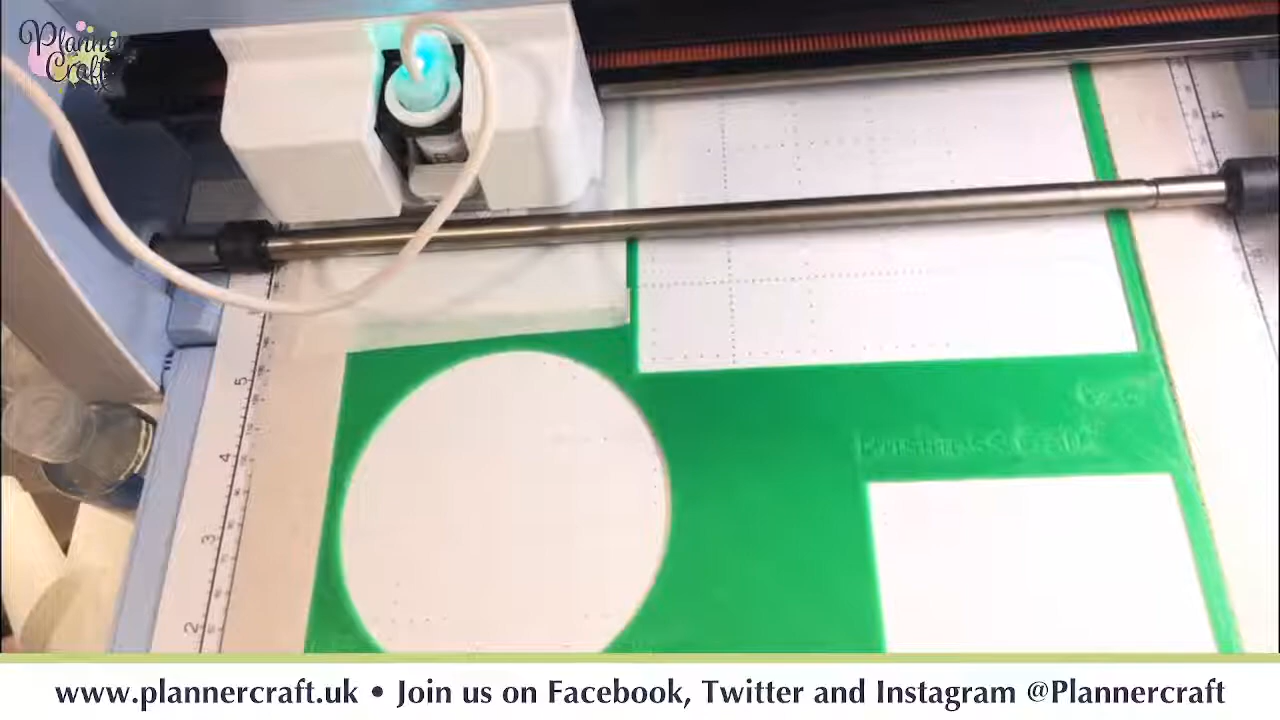 Planner
Craft
5
4
3
2
www.plannercraft.uk • Join us on Facebook, Twitter and Instagram @Plannercraft